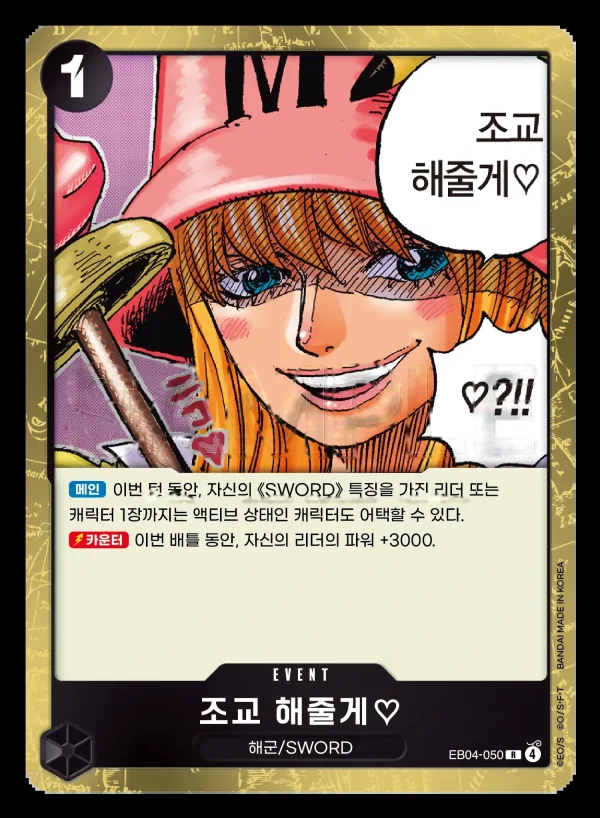 1
M
조교
해줄게♡
♡?!!
SAMPLE
메인 이번 턴 동안, 자신의 《SWORD》 특징을 가진 리더 또는
캐릭터 1장까지는 액티브 상태인 캐릭터도 어택할 수 있다.
카운터 이번 배틀 동안, 자신의 리더의 파워 +3000.
EVENT
조교 해줄게♡
해군/SWORD
EB04-050 R 4
©EO/S ©O/S·F·T BANDAI MADE IN KOREA